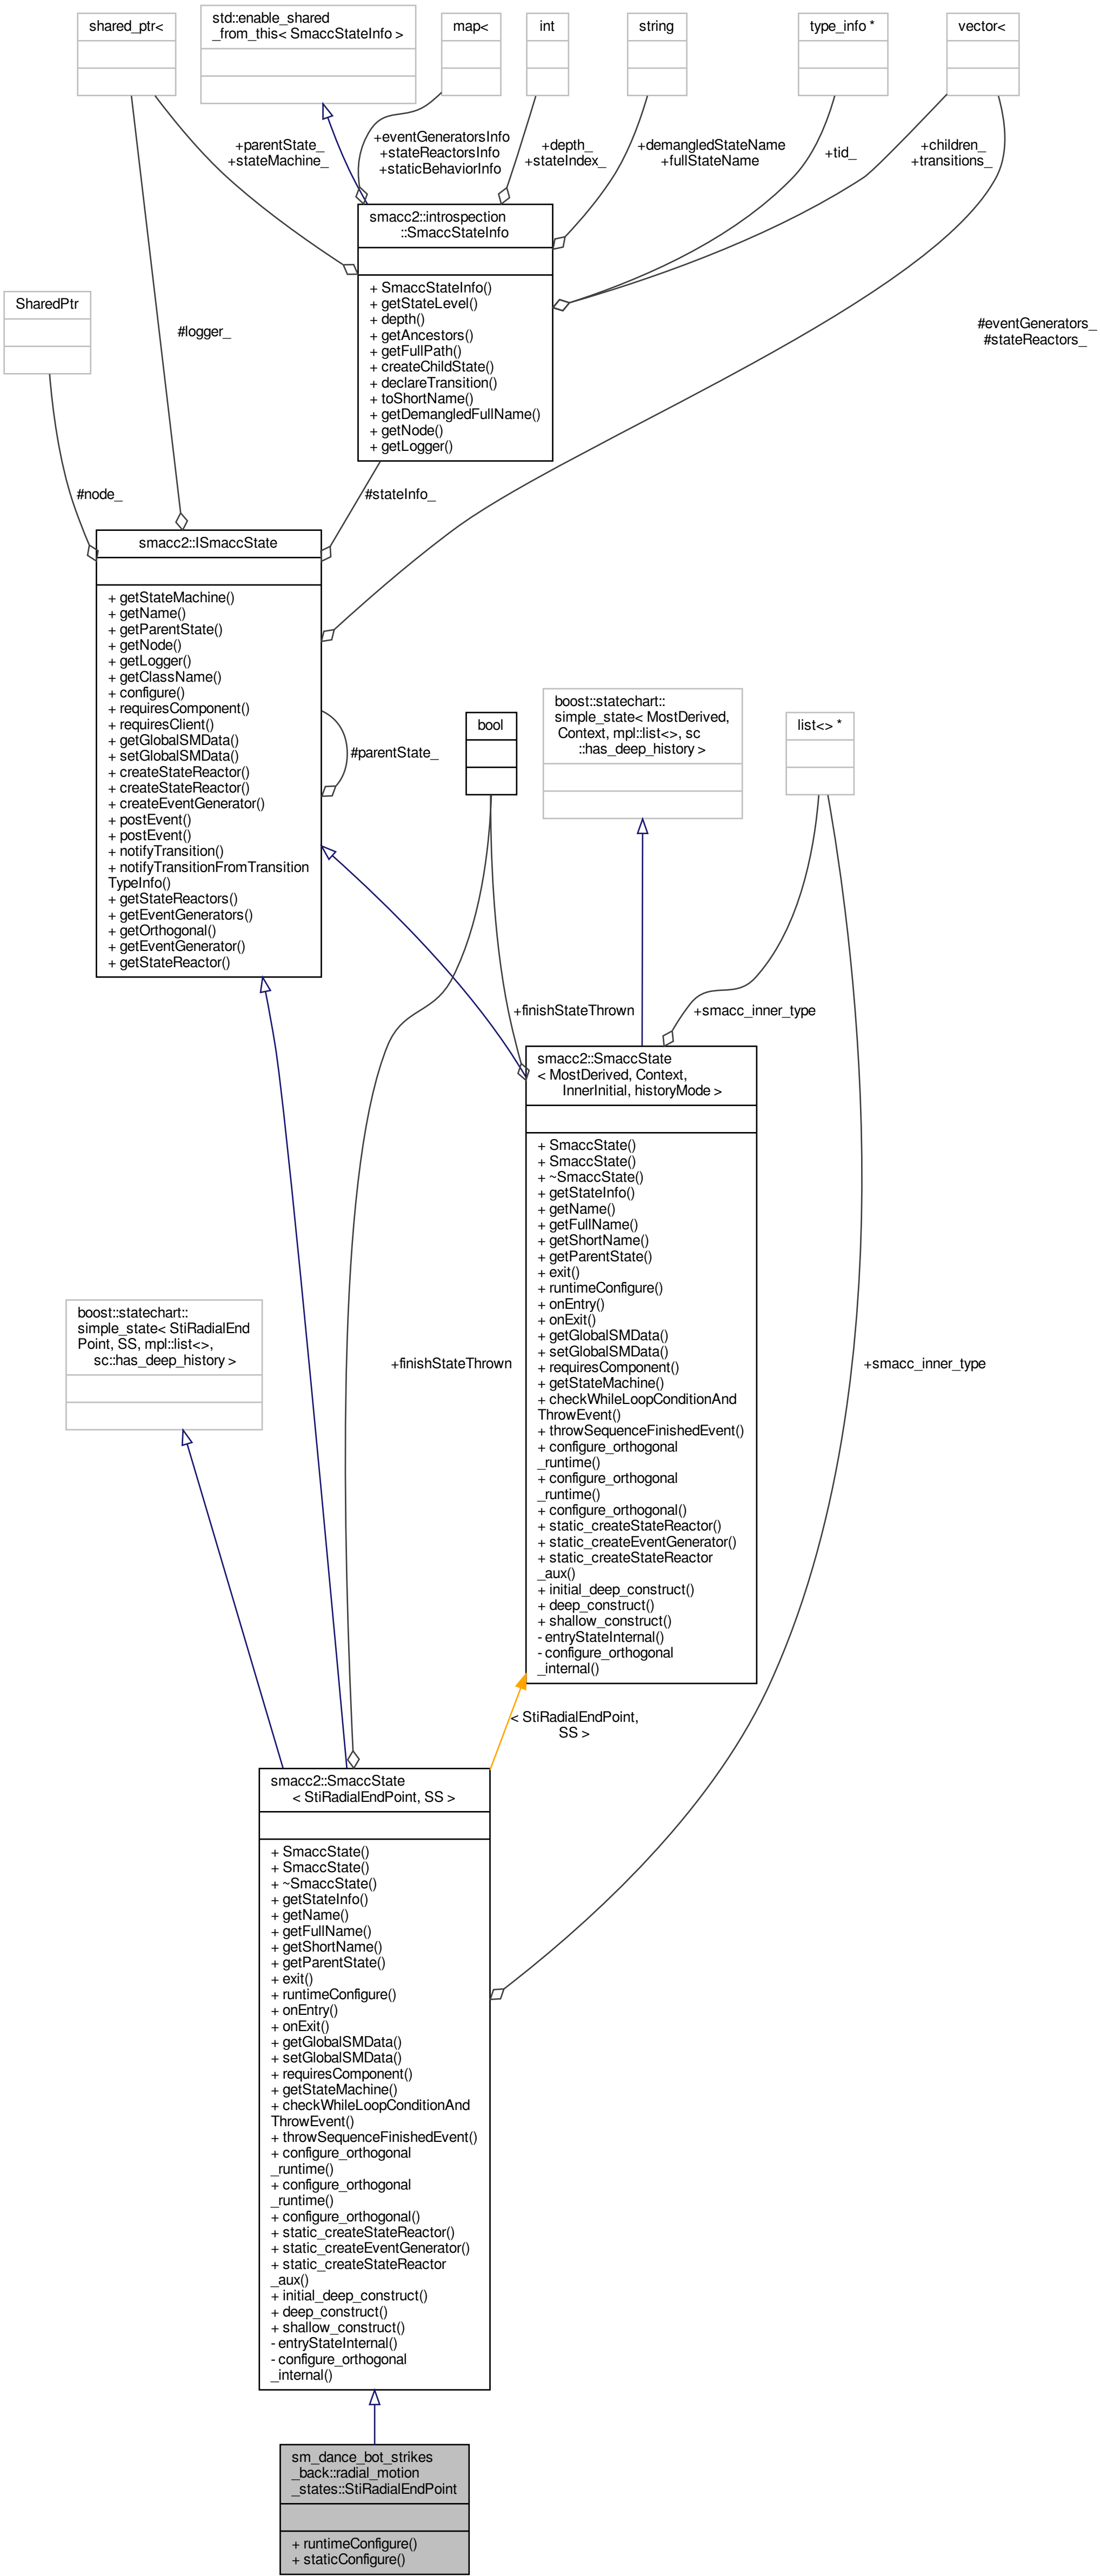 shared_ptr<
std::enable_shared
_from_this< SmaccStateInfo >
map<
int
string
type_info *
vector<
+parentState_
+stateMachine_
+eventGeneratorsInfo
+stateReactorsInfo
+staticBehaviorInfo
+depth_
+stateIndex_
+demangledStateName
+fullStateName
+tid_
+children_
+transitions_
smacc2::introspection
::SmaccStateInfo
+ SmaccStateInfo()
+ getStateLevel()
+ depth()
+ getAncestors()
+ getFullPath()
+ createChildState()
+ declareTransition()
+ toShortName()
+ getDemangledFullName()
+ getNode()
+ getLogger()
SharedPtr
#logger_
#eventGenerators_
#stateReactors_
#node_
#stateInfo_
smacc2::ISmaccState
+ getStateMachine()
+ getName()
+ getParentState()
+ getNode()
+ getLogger()
+ getClassName()
+ configure()
+ requiresComponent()
+ requiresClient()
+ getGlobalSMData()
+ setGlobalSMData()
+ createStateReactor()
+ createStateReactor()
+ createEventGenerator()
+ postEvent()
+ postEvent()
+ notifyTransition()
+ notifyTransitionFromTransition
TypeInfo()
+ getStateReactors()
+ getEventGenerators()
+ getOrthogonal()
+ getEventGenerator()
+ getStateReactor()
#parentState_
bool
boost::statechart::
simple_state< MostDerived,
Context, mpl::list<>, sc
::has_deep_history >
list<> *
+finishStateThrown
+smacc_inner_type
smacc2::SmaccState
< MostDerived, Context,
InnerInitial, historyMode >
+ SmaccState()
+ SmaccState()
+ ~SmaccState()
+ getStateInfo()
+ getName()
+ getFullName()
+ getShortName()
+ getParentState()
+ exit()
+ runtimeConfigure()
+ onEntry()
+ onExit()
+ getGlobalSMData()
+ setGlobalSMData()
+ requiresComponent()
+ getStateMachine()
+ checkWhileLoopConditionAnd
ThrowEvent()
+ throwSequenceFinishedEvent()
+ configure_orthogonal
_runtime()
+ configure_orthogonal
_runtime()
+ configure_orthogonal()
+ static_createStateReactor()
+ static_createEventGenerator()
+ static_createStateReactor
_aux()
+ initial_deep_construct()
+ deep_construct()
+ shallow_construct()
- entryStateInternal()
- configure_orthogonal
_internal()
boost::statechart::
simple_state< StiRadialEnd
Point, SS, mpl::list<>,
sc::has_deep_history >
+finishStateThrown
+smacc_inner_type
< StiRadialEndPoint,
SS >
smacc2::SmaccState
< StiRadialEndPoint, SS >
+ SmaccState()
+ SmaccState()
+ ~SmaccState()
+ getStateInfo()
+ getName()
+ getFullName()
+ getShortName()
+ getParentState()
+ exit()
+ runtimeConfigure()
+ onEntry()
+ onExit()
+ getGlobalSMData()
+ setGlobalSMData()
+ requiresComponent()
+ getStateMachine()
+ checkWhileLoopConditionAnd
ThrowEvent()
+ throwSequenceFinishedEvent()
+ configure_orthogonal
_runtime()
+ configure_orthogonal
_runtime()
+ configure_orthogonal()
+ static_createStateReactor()
+ static_createEventGenerator()
+ static_createStateReactor
_aux()
+ initial_deep_construct()
+ deep_construct()
+ shallow_construct()
- entryStateInternal()
- configure_orthogonal
_internal()
sm_dance_bot_strikes
_back::radial_motion
_states::StiRadialEndPoint
+ runtimeConfigure()
+ staticConfigure()